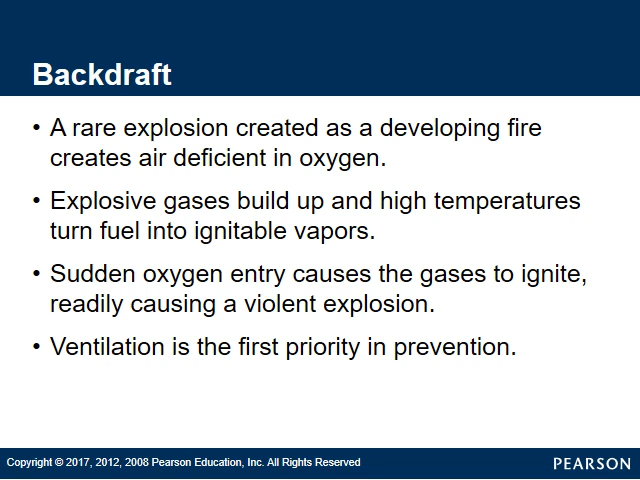 Backdraft
• A rare explosion created as a developing fire
creates air deficient in oxygen.
• Explosive gases build up and high temperatures
turn fuel into ignitable vapors.
• Sudden oxygen entry causes the gases to ignite,
readily causing a violent explosion.
• Ventilation is the first priority in prevention.
Copyright © 2017, 2012, 2008 Pearson Education, Inc. All Rights Reserved
PEARSON